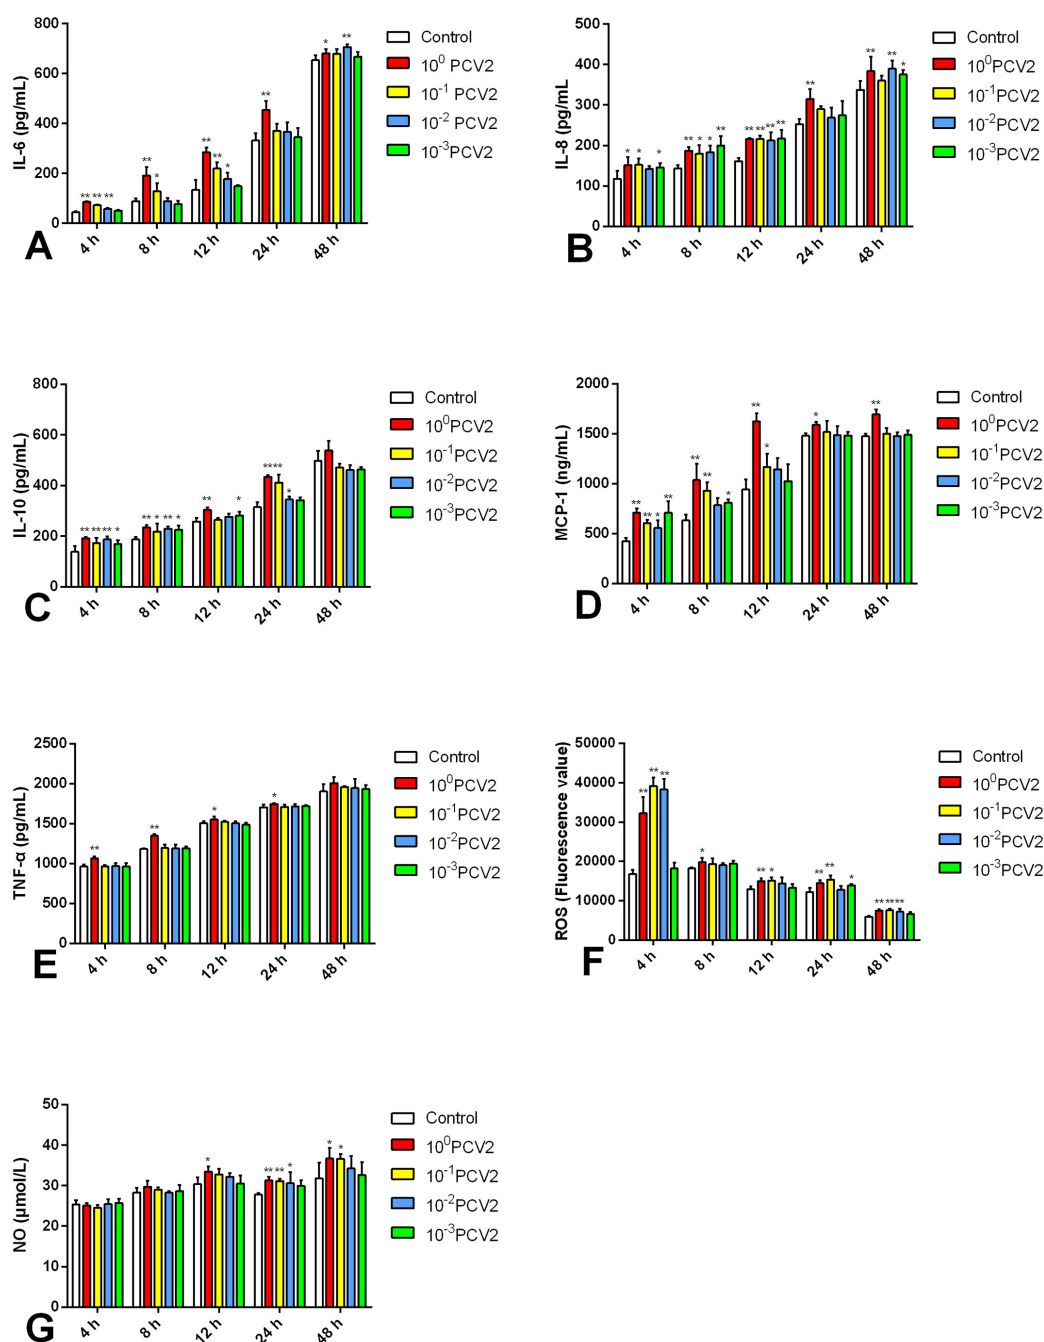 IL-6 (pg/mL)
800
600
400
200
0
** ** **
** *
** ** *
**
* **
4 h 8 h 12 h 24 h 48 h
Control
10⁰ PCV2
10⁻¹ PCV2
10⁻² PCV2
10⁻³PCV2
A
IL-8 (pg/mL
500
400
300
200
100
0
* * *
** * * **
** ** ** **
**
** ** *
4 h 8 h 12 h 24 h 48 h
Control
10⁰PCV2
10⁻¹PCV2
10⁻²PCV2
10⁻³PCV2
B
IL-10 (pg/mL)
800
600
400
200
0
** ** ** *
** * ** *
** *
** ** *
4 h 8 h 12 h 24 h 48 h
Control
10⁰PCV2
10⁻¹PCV2
10⁻²PCV2
10⁻³PCV2
C
MCP-1 (ng/mL)
2000
1500
1000
500
0
** ** * **
** ** *
** *
*
**
4 h 8 h 12 h 24 h 48 h
Control
10⁰PCV2
10⁻¹PCV2
10⁻²PCV2
10⁻³PCV2
D
TNF-α (pg/mL)
2500
2000
1500
1000
500
0
**
**
*
*
4 h 8 h 12 h 24 h 48 h
Control
10⁰PCV2
10⁻¹PCV2
10⁻²PCV2
10⁻³PCV2
E
ROS (Fluorescence value)
50000
40000
30000
20000
10000
0
** ** **
*
** *
** ** *
** ** **
4 h 8 h 12 h 24 h 48 h
Control
10⁰PCV2
10⁻¹PCV2
10⁻²PCV2
10⁻³PCV2
F
NO (μmol/L)
50
40
30
20
10
0
*
** ** *
* *
4 h 8 h 12 h 24 h 48 h
Control
10⁰PCV2
10⁻¹PCV2
10⁻²PCV2
10⁻³PCV2
G